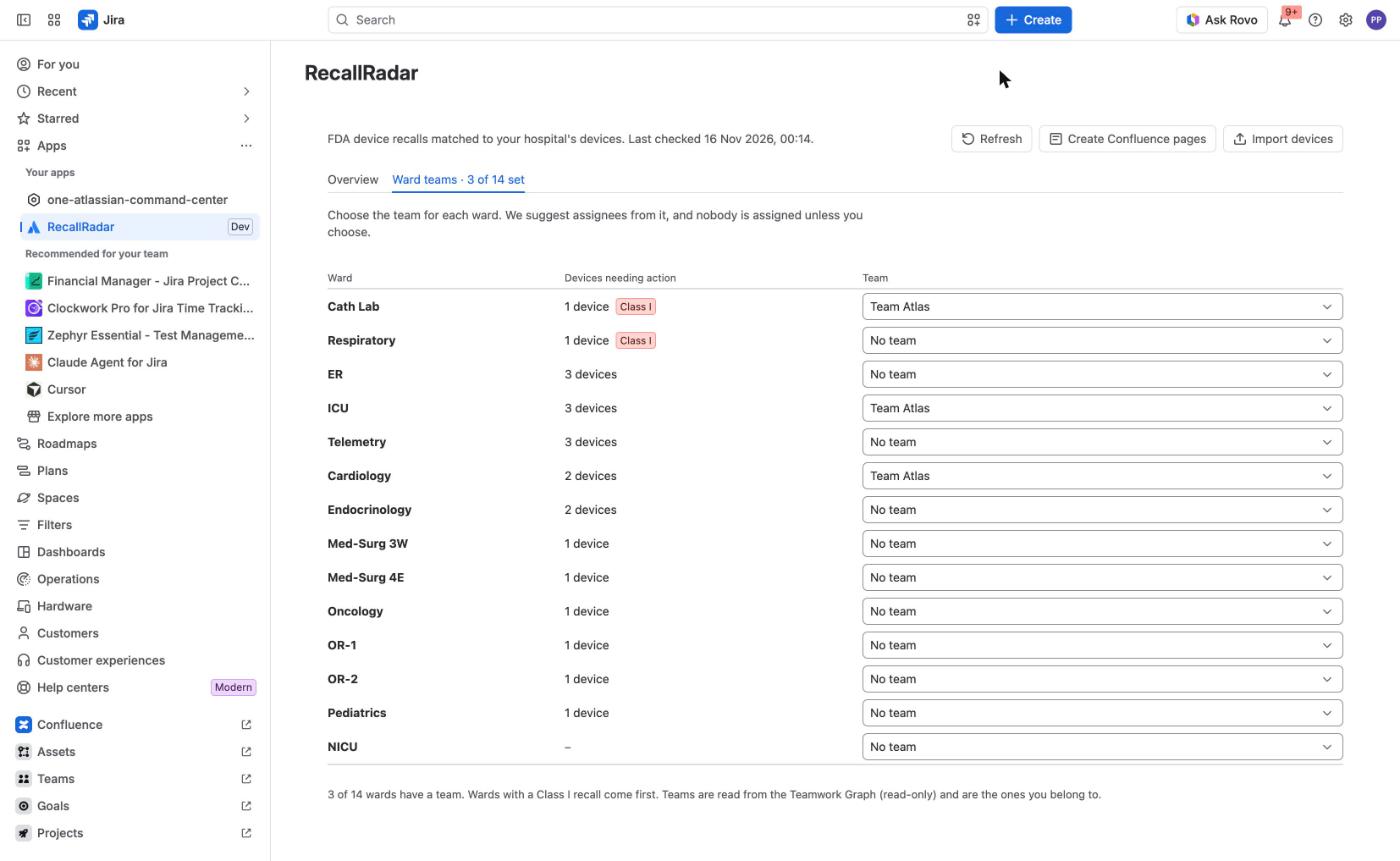 Jira
Search
Create
Ask Rovo
9+
PP
For you
Recent
Starred
Apps
Your apps
one-atlassian-command-center
RecallRadar
Dev
Recommended for your team
Financial Manager - Jira Project C...
Clockwork Pro for Jira Time Tracki...
Zephyr Essential - Test Manageme...
Claude Agent for Jira
Cursor
Explore more apps
Roadmaps
Plans
Spaces
Filters
Dashboards
Operations
Hardware
Customers
Customer experiences
Help centers
Modern
Confluence
Assets
Teams
Goals
Projects
RecallRadar
FDA device recalls matched to your hospital's devices. Last checked 16 Nov 2026, 00:14.
Refresh
Create Confluence pages
Import devices
Overview
Ward teams · 3 of 14 set
Choose the team for each ward. We suggest assignees from it, and nobody is assigned unless you
choose.
Ward Devices needing action Team
Cath Lab 1 device Class I Team Atlas
Respiratory 1 device Class I No team
ER 3 devices No team
ICU 3 devices Team Atlas
Telemetry 3 devices No team
Cardiology 2 devices Team Atlas
Endocrinology 2 devices No team
Med-Surg 3W 1 device No team
Med-Surg 4E 1 device No team
Oncology 1 device No team
OR-1 1 device No team
OR-2 1 device No team
Pediatrics 1 device No team
NICU – No team
3 of 14 wards have a team. Wards with a Class I recall come first. Teams are read from the Teamwork Graph (read-only) and are the ones you belong to.